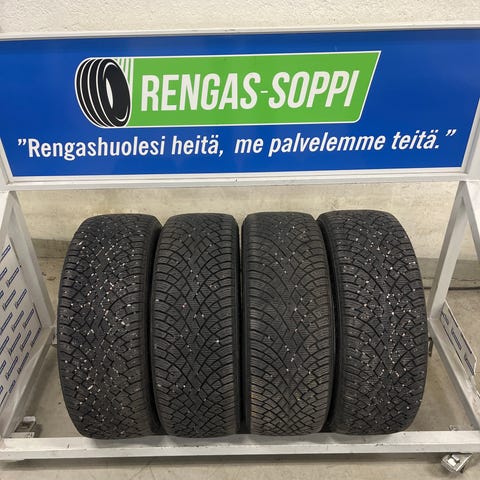 RENGAS-SOPPI
"Rengashuolesi heitä, me palvelemme teitä."